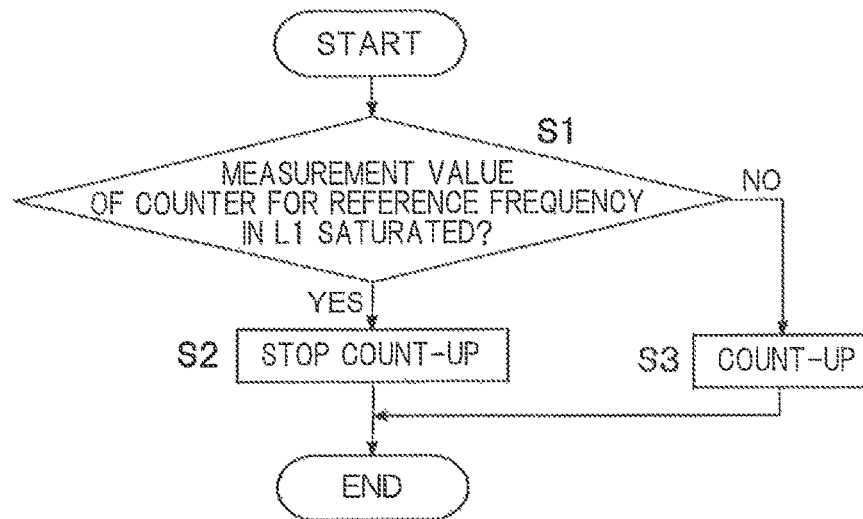 START
S1
MEASUREMENT VALUE
OF COUNTER FOR REFERENCE FREQUENCY
IN L1 SATURATED?
NO
YES
S2
STOP COUNT-UP
S3
COUNT-UP
END